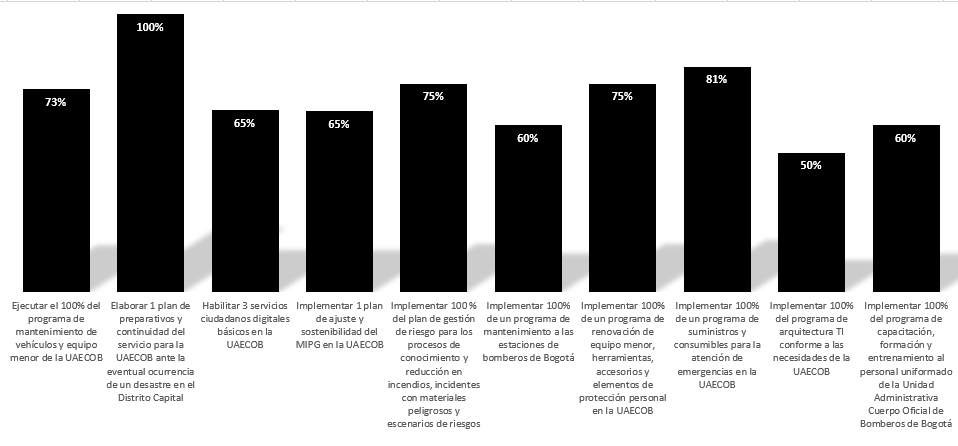 73%
100%
65%
65%
75%
60%
75%
81%
50%
60%
Ejecutar el 100% del
programa de
mantenimiento de
vehículos y equipo
menor de la UAECOB
Elaborar 1 plan de
preparativos y
continuidad del
servicio para la
UAECOB ante la
eventual ocurrencia
de un desastre en el
Distrito Capital
Habilitar 3 servicios
ciudadanos digitales
básicos en la
UAECOB
Implementar 1 plan
de ajuste y
sostenibilidad del
MIPG en la UAECOB
Implementar 100 %
del plan de gestión
de riesgo para los
procesos de
conocimiento y
reducción en
incendios, incidentes
con materiales
peligrosos y
escenarios de riesgos
Implementar 100%
de un programa de
mantenimiento a las
estaciones de
bomberos de Bogotá
Implementar 100%
de un programa de
renovación de
equipo menor,
herramientas,
accesorios y
elementos de
protección personal
en la UAECOB
Implementar 100%
de un programa de
suministros y
consumibles para la
atención de
emergencias en la
UAECOB
Implementar 100%
del programa de
arquitectura TI
conforme a las
necesidades de la
UAECOB
Implementar 100%
del programa de
capacitación,
formación y
entrenamiento al
personal uniformado
de la Unidad
Administrativa
Cuerpo Oficial de
Bomberos de Bogotá